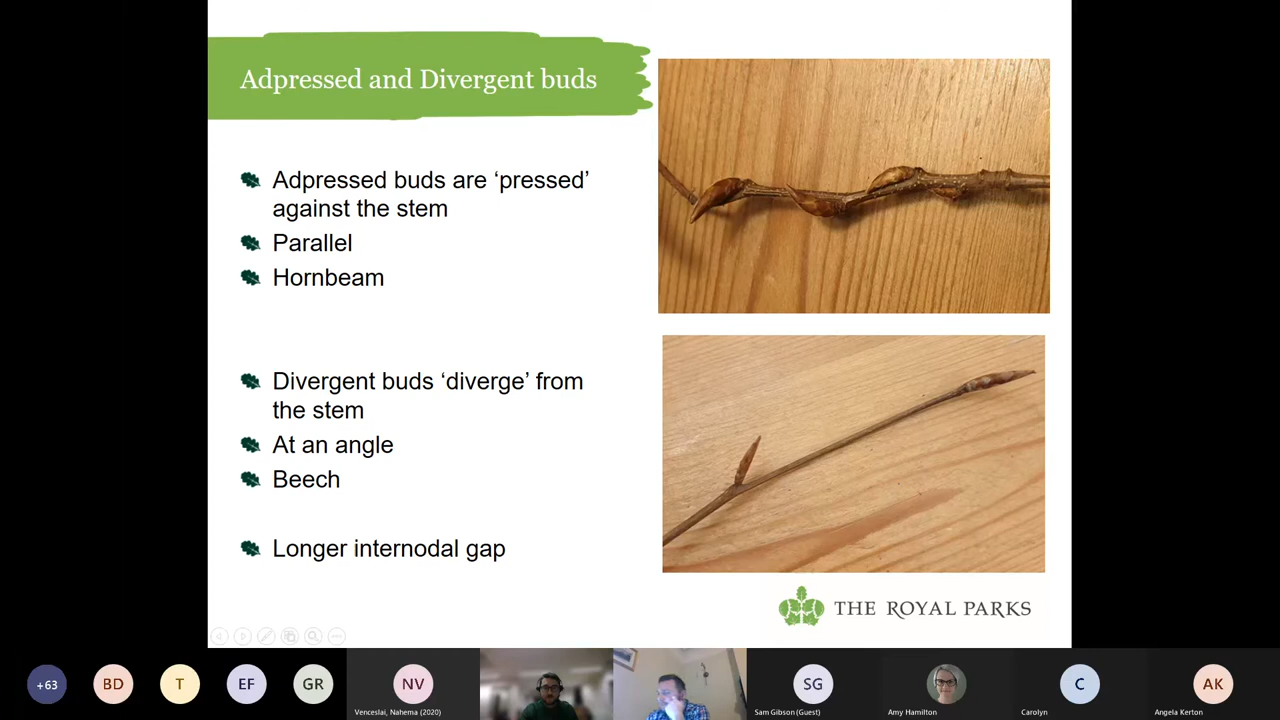 Adpressed and Divergent buds
Adpressed buds are ‘pressed’
against the stem
Parallel
Hornbeam
Divergent buds ‘diverge’ from
the stem
At an angle
Beech
Longer internodal gap
THE ROYAL PARKS
+63
BD
T
EF
GR
NV
SG
C
AK
Venceslai, Nahema (2020)
Sam Gibson (Guest)
Amy Hamilton
Carolyn
Angela Kerton